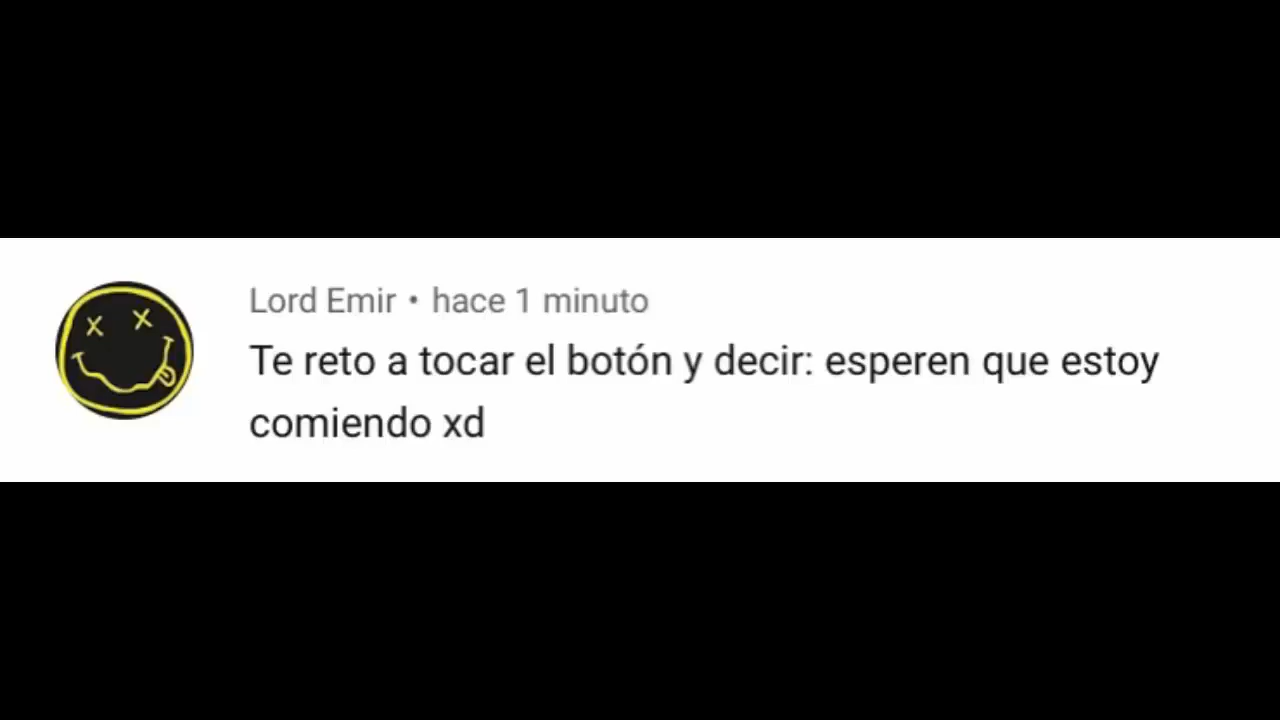 Lord Emir • hace 1 minuto
Te reto a tocar el botón y decir: esperen que estoy
comiendo xd